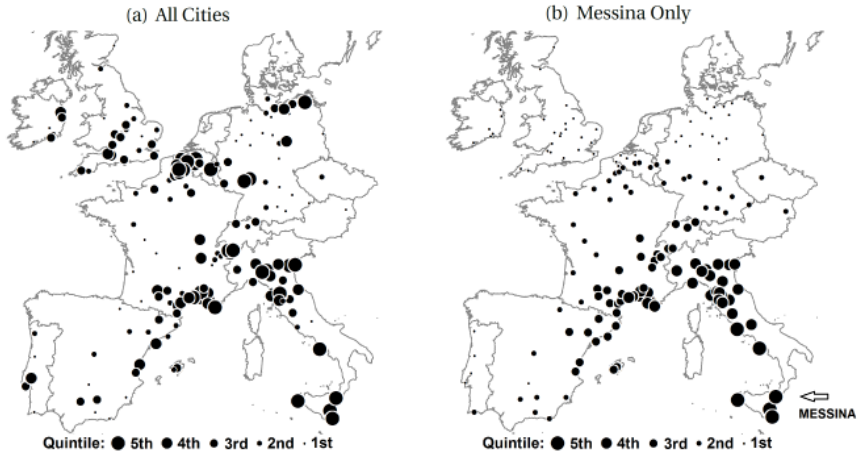 (a) All Cities
(b) Messina Only
MESSINA
Quintile: 5th 4th 3rd 2nd 1st
Quintile: 5th 4th 3rd 2nd 1st